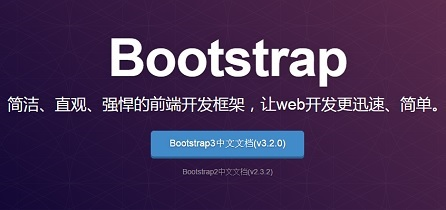 Bootstrap
简洁、直观、强悍的前端开发框架，让web开发更迅速、简单。
Bootstrap3中文文档(v3.2.0)
Bootstrap2中文文档(v2.3.2)